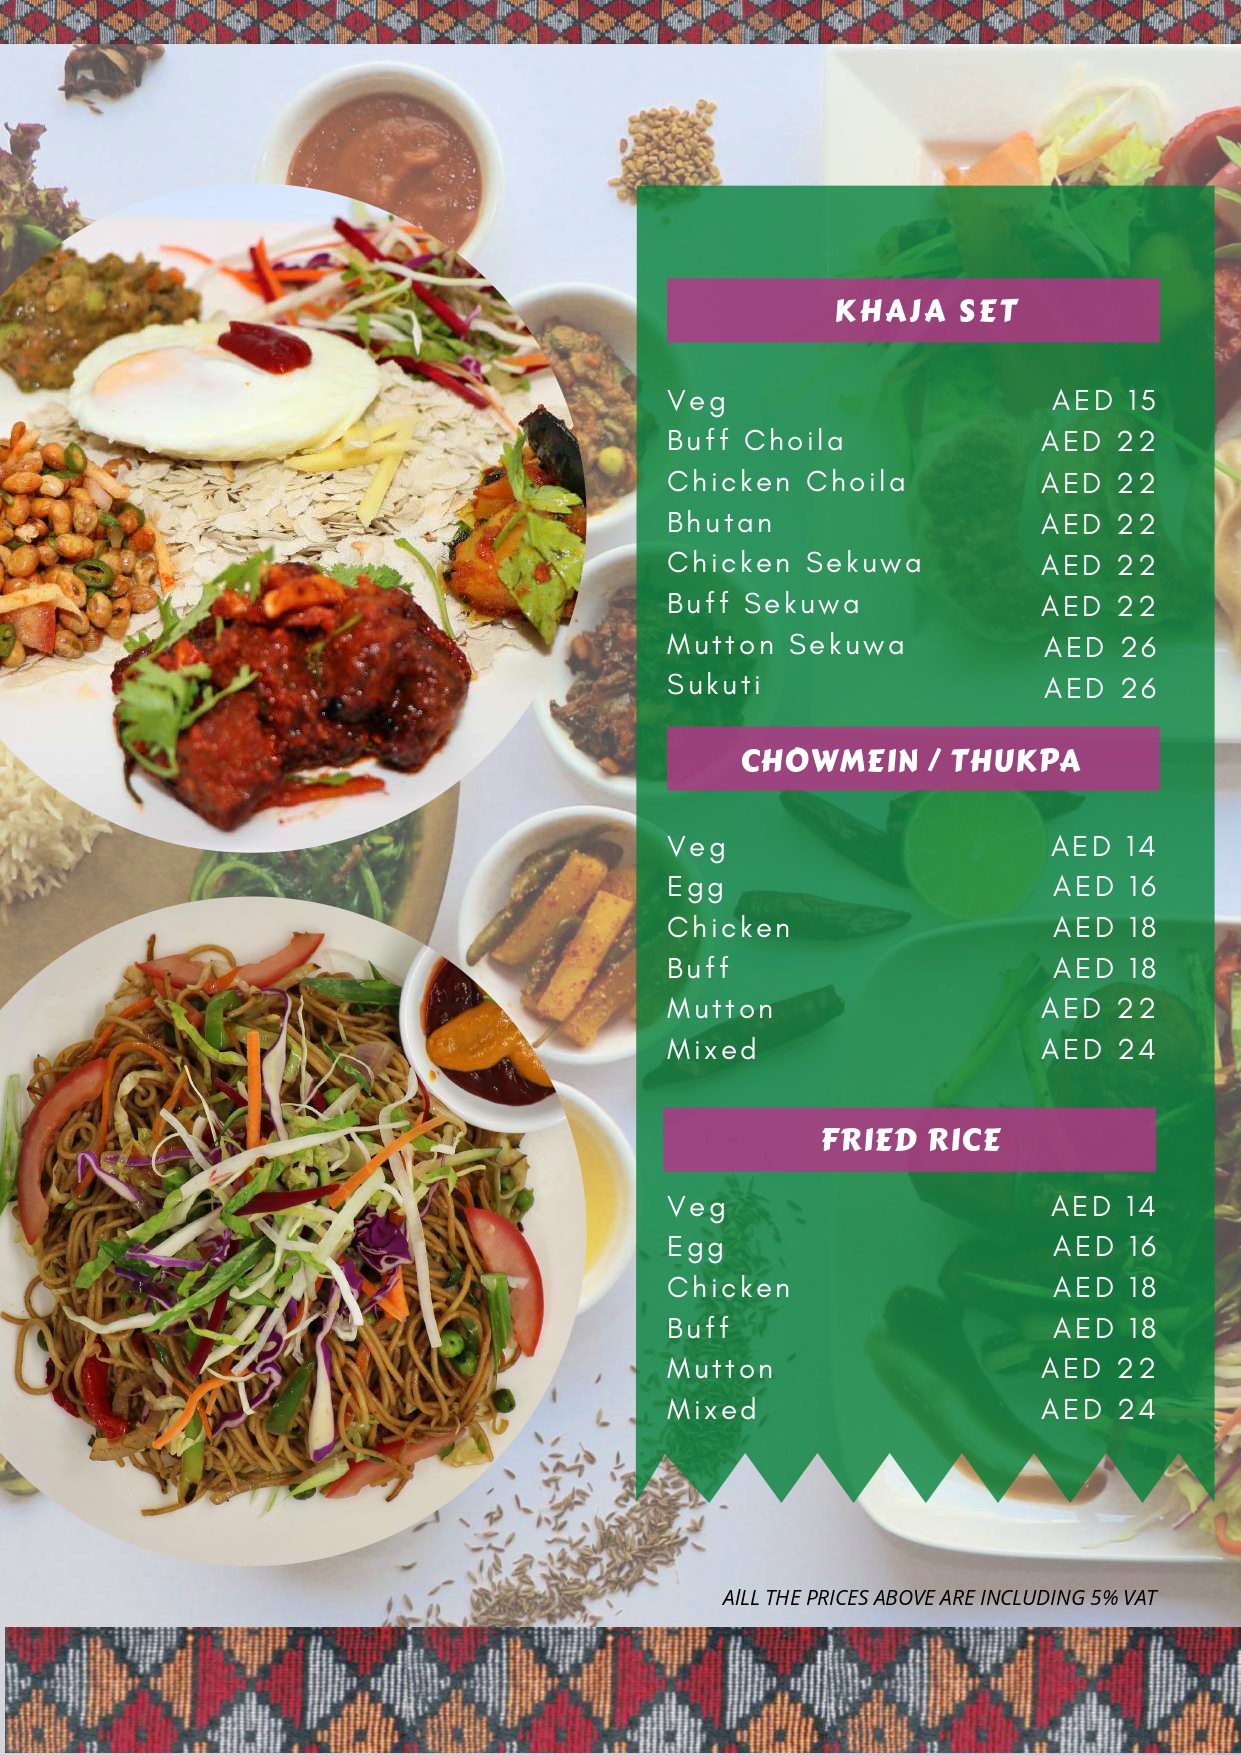 KHAJA SET
Veg AED 15
Buff Choila AED 22
Chicken Choila AED 22
Bhutan AED 22
Chicken Sekuwa AED 22
Buff Sekuwa AED 22
Mutton Sekuwa AED 26
Sukuti AED 26
CHOWMEIN / THUKPA
Veg AED 14
Egg AED 16
Chicken AED 18
Buff AED 18
Mutton AED 22
Mixed AED 24
FRIED RICE
Veg AED 14
Egg AED 16
Chicken AED 18
Buff AED 18
Mutton AED 22
Mixed AED 24
AlLL THE PRICES ABOVE ARE INCLUDING 5% VAT